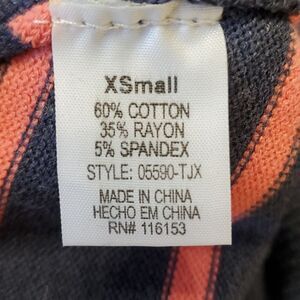 XSmall
60% COTTON
35% RAYON
5% SPANDEX
STYLE: 05590-TJX
MADE IN CHINA
HECHO EM CHINA
RN# 116153